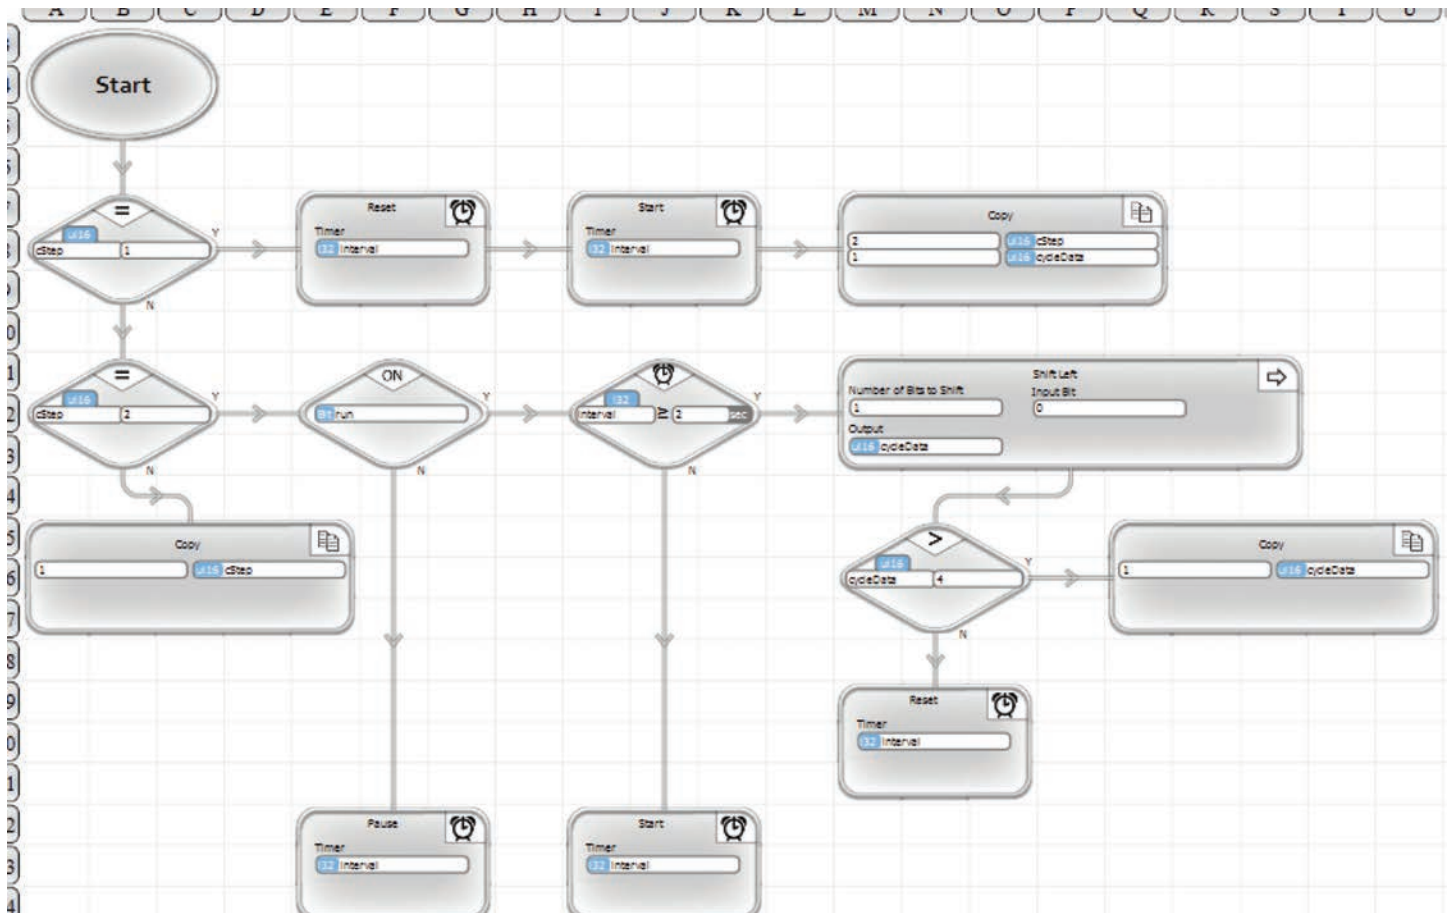 A B C D E F G H I J K L M N O P Q R S T U
Start
=
ui16
cStep 1
Y
N
Reset
Timer
I32 Interval
Start
Timer
I32 Interval
Copy
2 ui16 cStep
1 ui16 cycleData
=
ui16
cStep 2
Y
N
ON
Bit run
Y
N
I32
Interval ≥ 2 sec
Y
N
Shift Left
Number of Bits to Shift Input Bit
1 0
Output
ui16 cycleData
Copy
1 ui16 cStep
>
ui16
cycleData 4
Y
N
Copy
1 ui16 cycleData
Reset
Timer
I32 Interval
Pause
Timer
I32 Interval
Start
Timer
I32 Interval